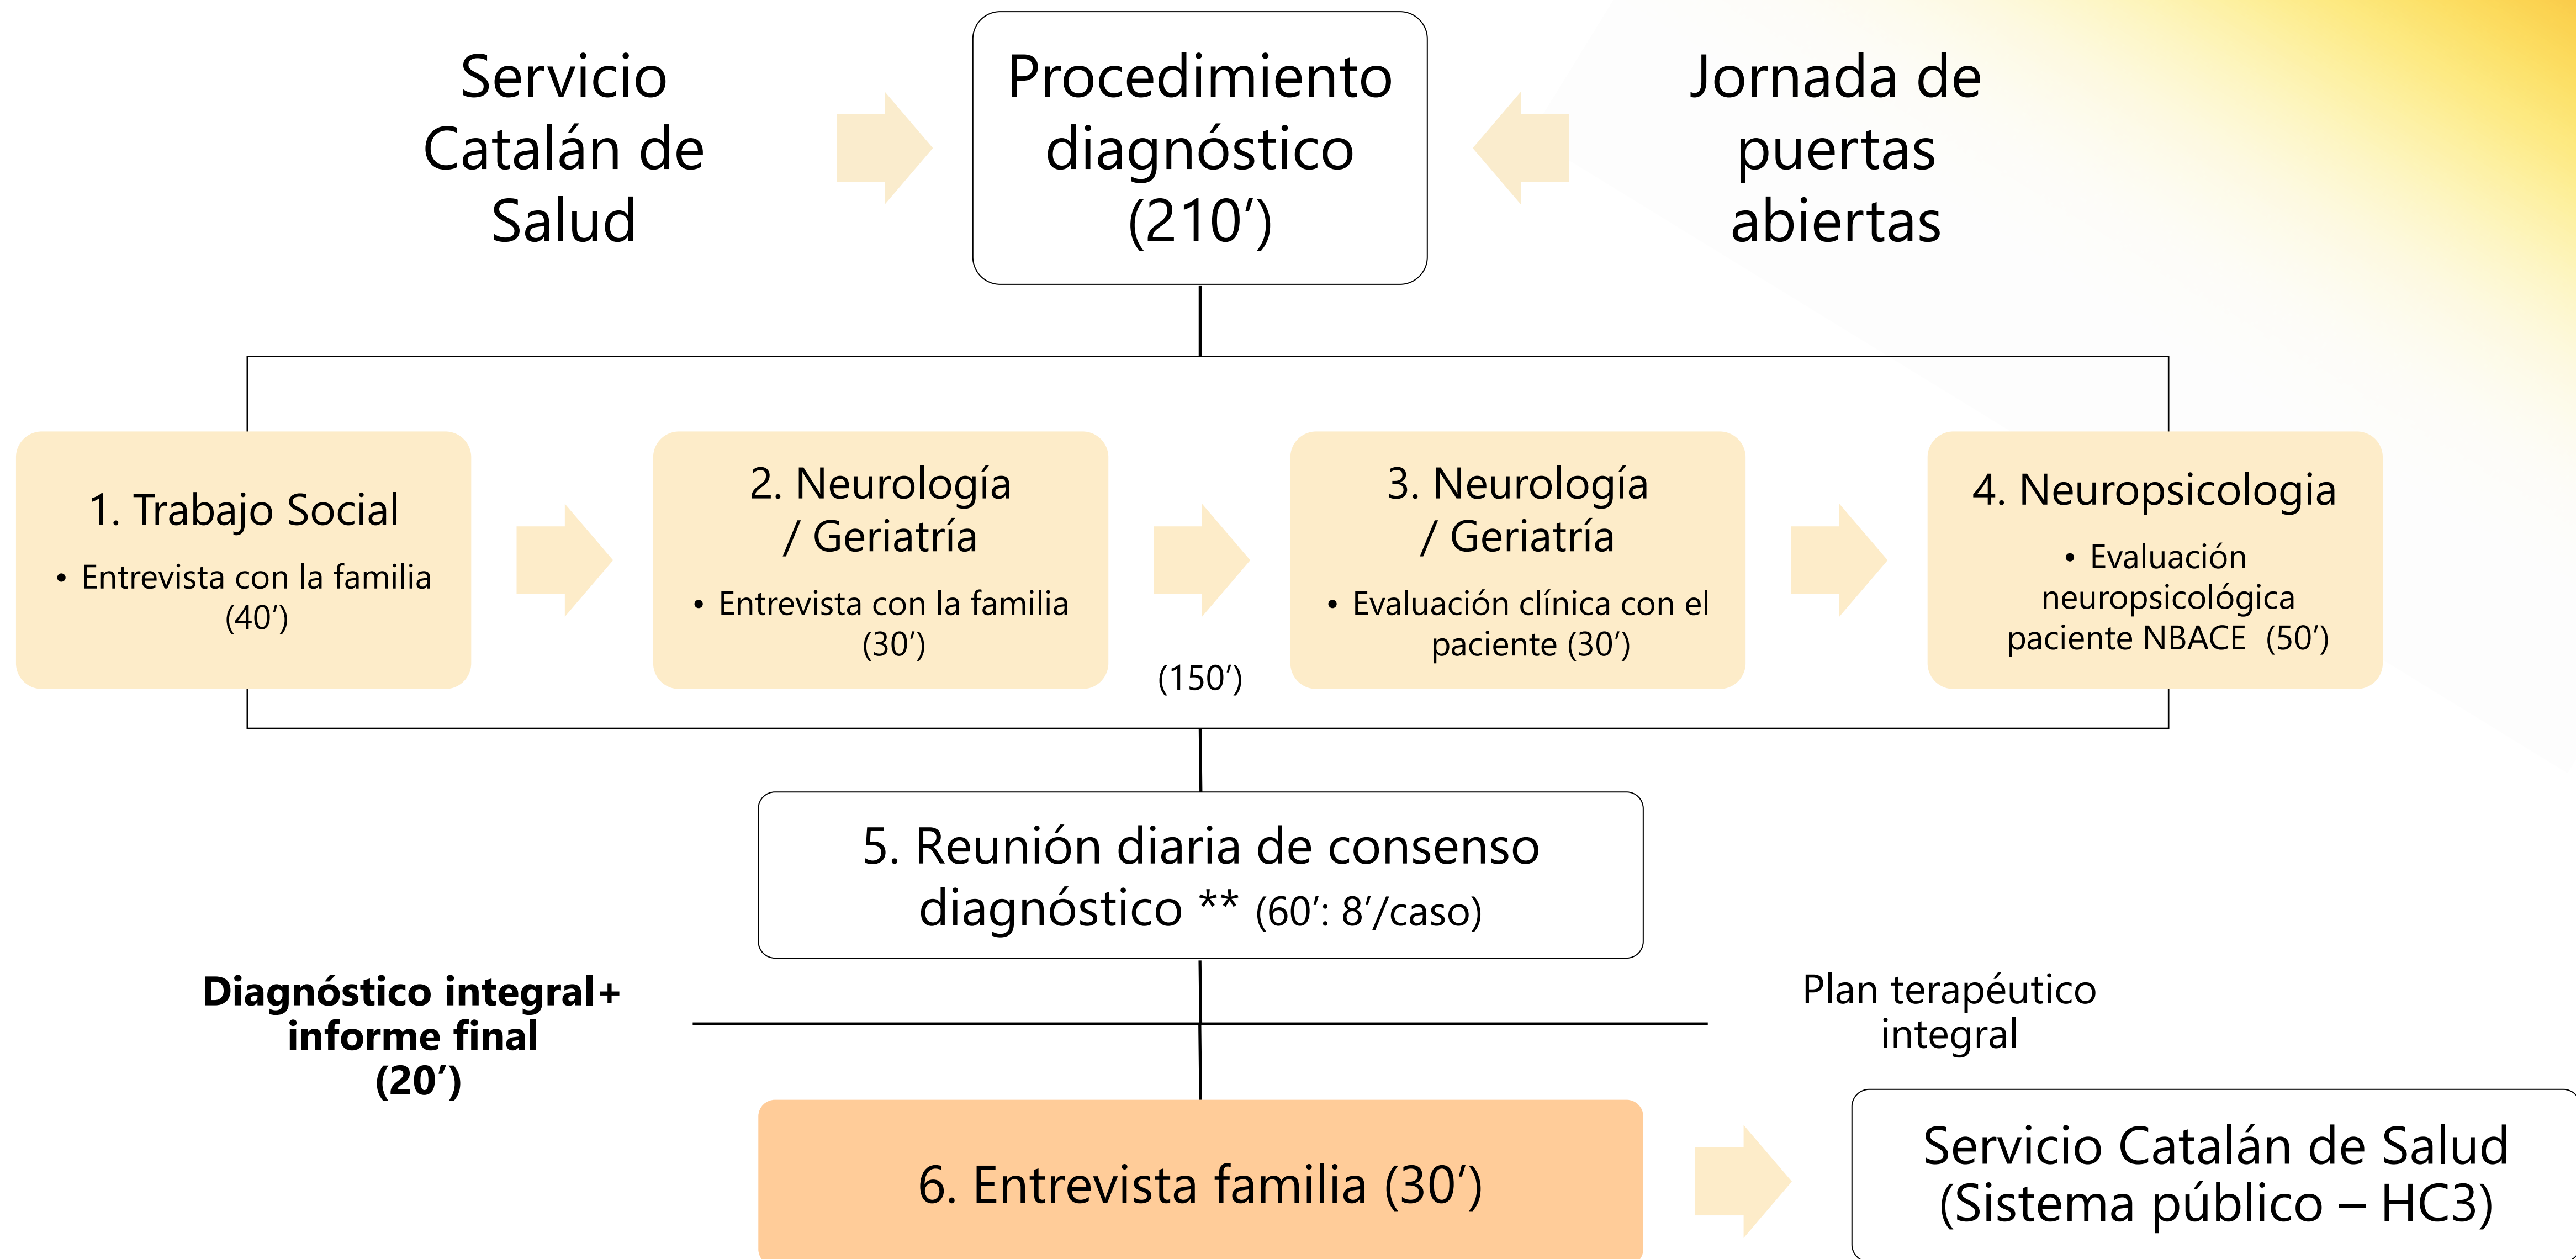 Servicio
Catalán de
Salud
Procedimiento
diagnóstico
(210’)
Jornada de
puertas
abiertas
1. Trabajo Social
• Entrevista con la familia
(40’)
2. Neurología
/ Geriatría
• Entrevista con la familia
(30’)
(150’)
3. Neurología
/ Geriatría
• Evaluación clínica con el
paciente (30’)
4. Neuropsicologia
• Evaluación
neuropsicológica
paciente NBACE (50’)
5. Reunión diaria de consenso
diagnóstico ** (60’: 8’/caso)
Diagnóstico integral+
informe final
(20’)
Plan terapéutico
integral
6. Entrevista familia (30’)
Servicio Catalán de Salud
(Sistema público – HC3)